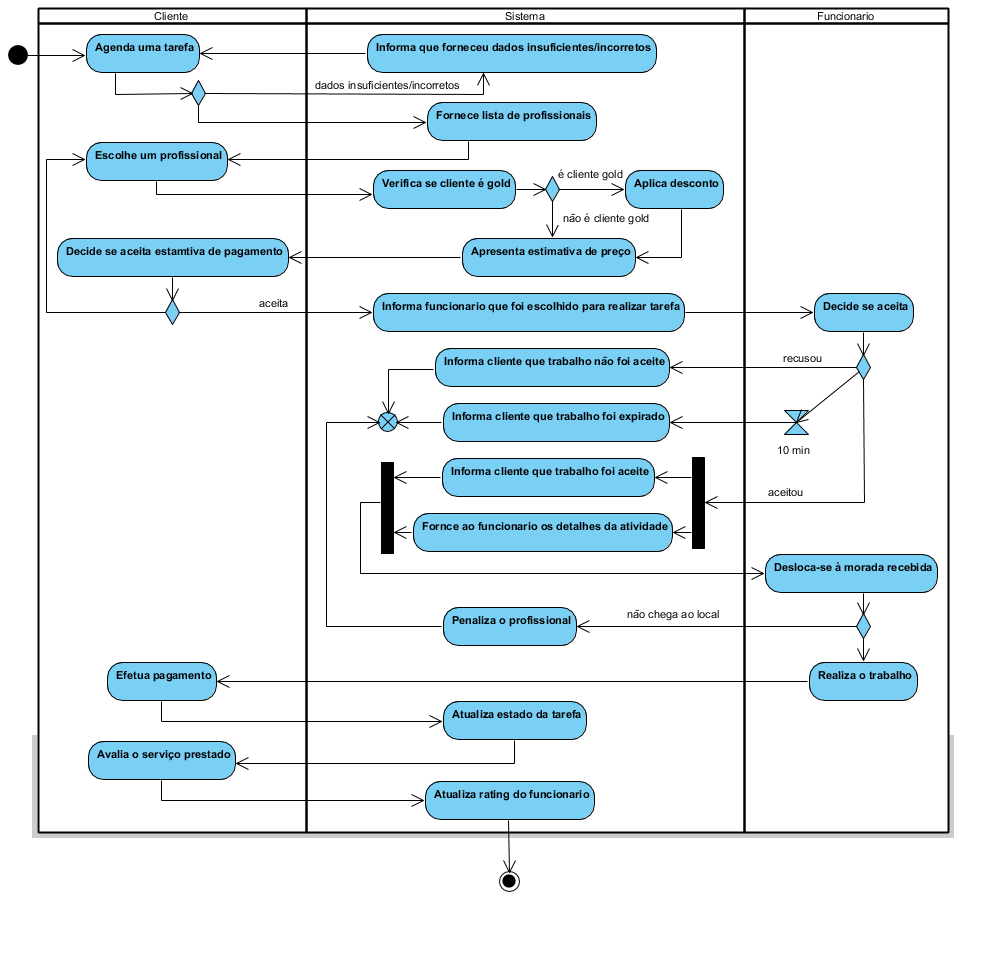 Cliente
Sistema
Funcionario
Agenda uma tarefa
Informa que forneceu dados insuficientes/incorretos
dados insuficientes/incorretos
Fornece lista de profissionais
Escolhe um profissional
Verifica se cliente é gold
é cliente gold
Aplica desconto
não é cliente gold
Decide se aceita estamtiva de pagamento
Apresenta estimativa de preço
aceita
Informa funcionario que foi escolhido para realizar tarefa
Decide se aceita
Informa cliente que trabalho não foi aceite
recusou
Informa cliente que trabalho foi expirado
10 min
Informa cliente que trabalho foi aceite
aceitou
Fornce ao funcionario os detalhes da atividade
Desloca-se à morada recebida
Penaliza o profissional
não chega ao local
Efetua pagamento
Realiza o trabalho
Atualiza estado da tarefa
Avalia o serviço prestado
Atualiza rating do funcionario